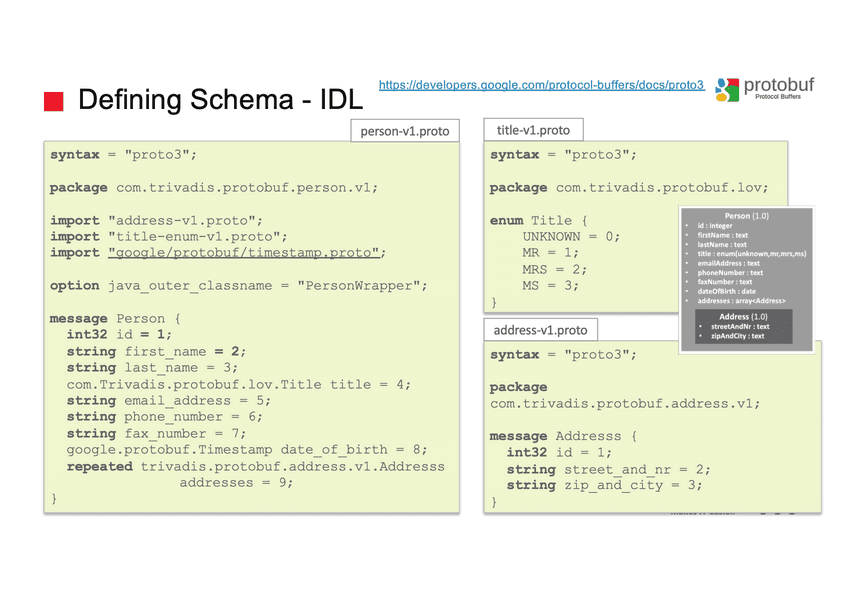 Defining Schema - IDL
https://developers.google.com/protocol-buffers/docs/proto3
protobuf
Protocol Buffers
person-v1.proto
syntax = "proto3";
package com.trivadis.protobuf.person.v1;
import "address-v1.proto";
import "title-enum-v1.proto";
import "google/protobuf/timestamp.proto";
option java_outer_classname = "PersonWrapper";
message Person {
int32 id = 1;
string first_name = 2;
string last_name = 3;
com.Trivadis.protobuf.lov.Title title = 4;
string email_address = 5;
string phone_number = 6;
string fax_number = 7;
google.protobuf.Timestamp date_of_birth = 8;
repeated trivadis.protobuf.address.v1.Addresss
addresses = 9;
}
title-v1.proto
syntax = "proto3";
package com.trivadis.protobuf.lov;
enum Title {
UNKNOWN = 0;
MR = 1;
MRS = 2;
MS = 3;
}
Person (1.0)
• id : integer
• firstName : text
• lastName : text
• title : enum(unknown,mr,mrs,ms)
• emailAddress : text
• phoneNumber : text
• faxNumber : text
• dateOfBirth : date
• addresses : array<Address>
Address (1.0)
• streetAndNr : text
• zipAndCity : text
address-v1.proto
syntax = "proto3";
package
com.trivadis.protobuf.address.v1;
message Addresss {
int32 id = 1;
string street_and_nr = 2;
string zip_and_city = 3;
}